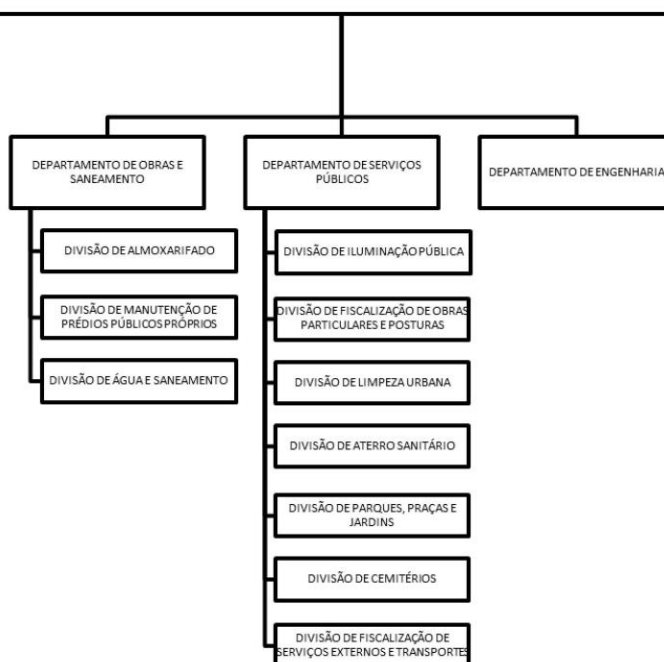 DEPARTAMENTO DE OBRAS E
SANEAMENTO
DIVISÃO DE ALMOXARIFADO
DIVISÃO DE MANUTENÇÃO DE
PRÉDIOS PÚBLICOS PRÓPRIOS
DIVISÃO DE ÁGUA E SANEAMENTO
DEPARTAMENTO DE SERVIÇOS
PÚBLICOS
DIVISÃO DE ILUMINAÇÃO PÚBLICA
DIVISÃO DE FISCALIZAÇÃO DE OBRAS
PARTICULARES E POSTURAS
DIVISÃO DE LIMPEZA URBANA
DIVISÃO DE ATERRO SANITÁRIO
DIVISÃO DE PARQUES, PRAÇAS E
JARDINS
DIVISÃO DE CEMITÉRIOS
DIVISÃO DE FISCALIZAÇÃO DE
SERVIÇOS EXTERNOS E TRANSPORTES
DEPARTAMENTO DE ENGENHARIA